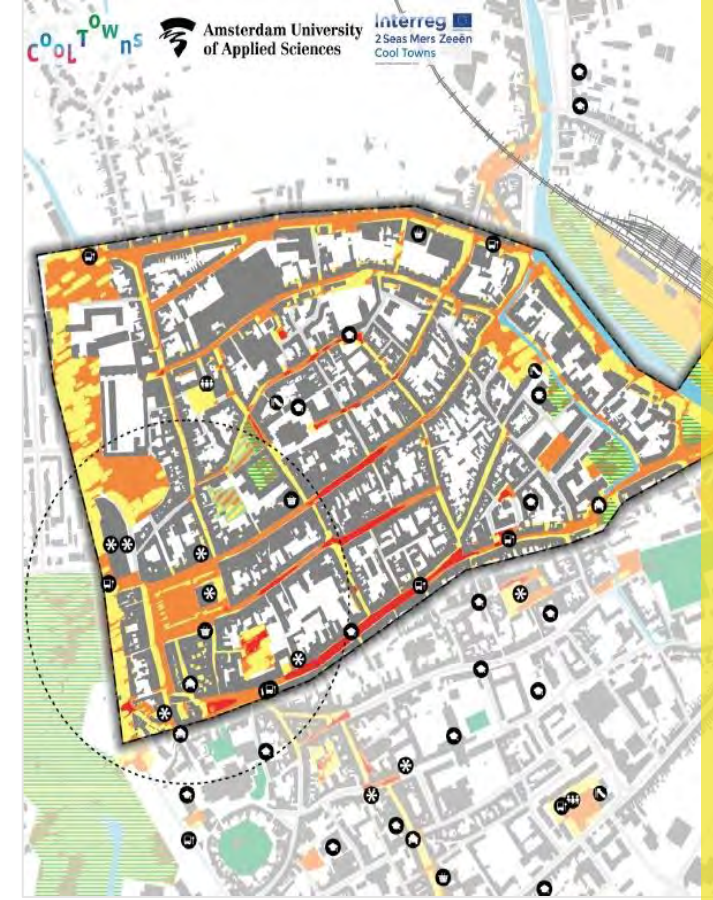 COOLTOWNS
Amsterdam University
of Applied Sciences
Interreg
2 Seas Mers Zeeën
Cool Towns